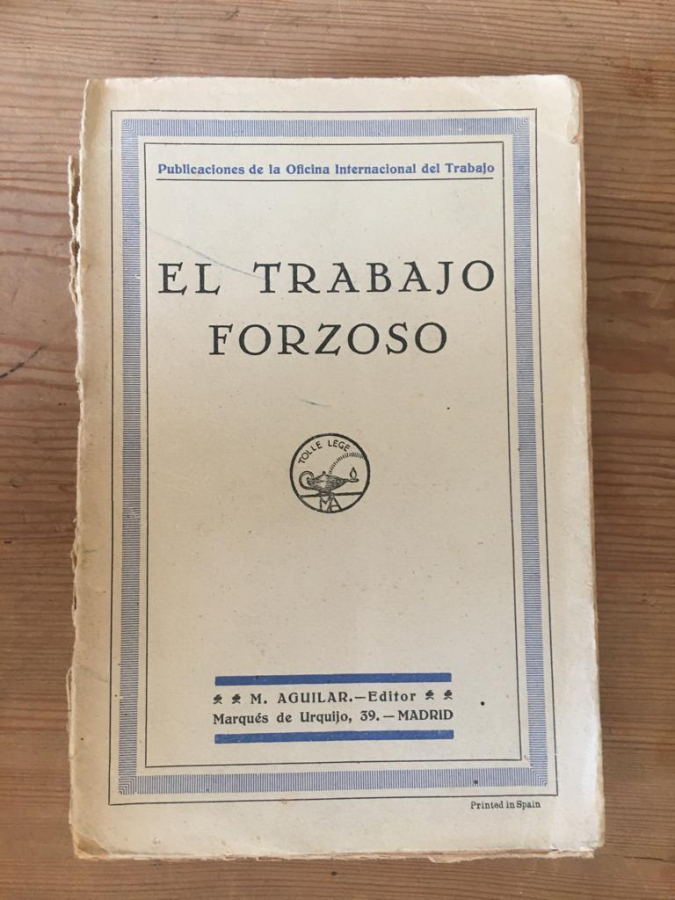 Publicaciones de la Oficina Internacional del Trabajo
EL TRABAJO
FORZOSO
TOLLE LEGE
MA
M. AGUILAR.—Editor
Marqués de Urquijo, 39.—MADRID
Printed in Spain